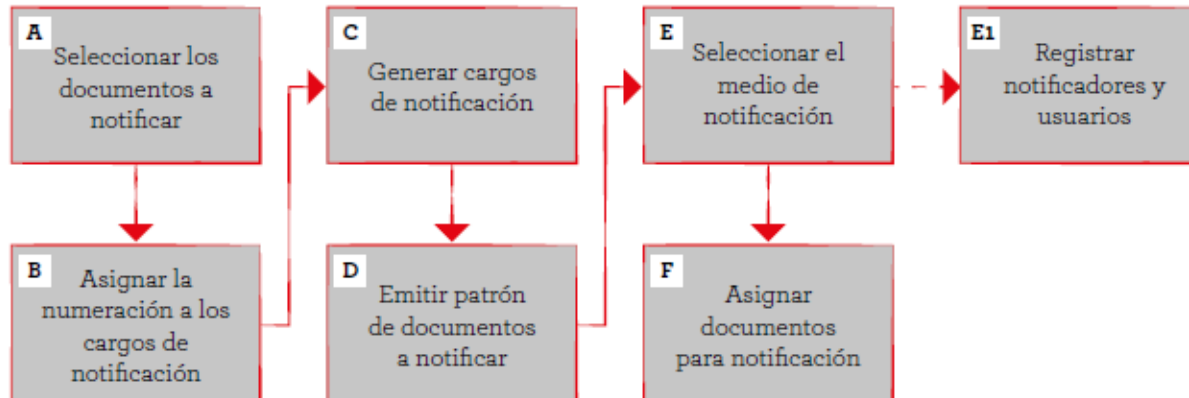 A
Seleccionar los
documentos a
notificar
B
Asignar la
numeración a los
cargos de
notificación
C
Generar cargos
de notificación
D
Emitir patrón
de documentos
a notificar
E
Seleccionar el
medio de
notificación
F
Asignar
documentos
para notificación
E1
Registrar
notificadores y
usuarios